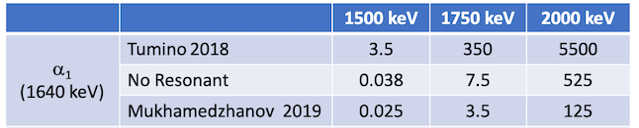 1500 keV 1750 keV 2000 keV
Tumino 2018 3.5 350 5500
α₁
(1640 keV)
No Resonant 0.038 7.5 525
Mukhamedzhanov 2019 0.025 3.5 125